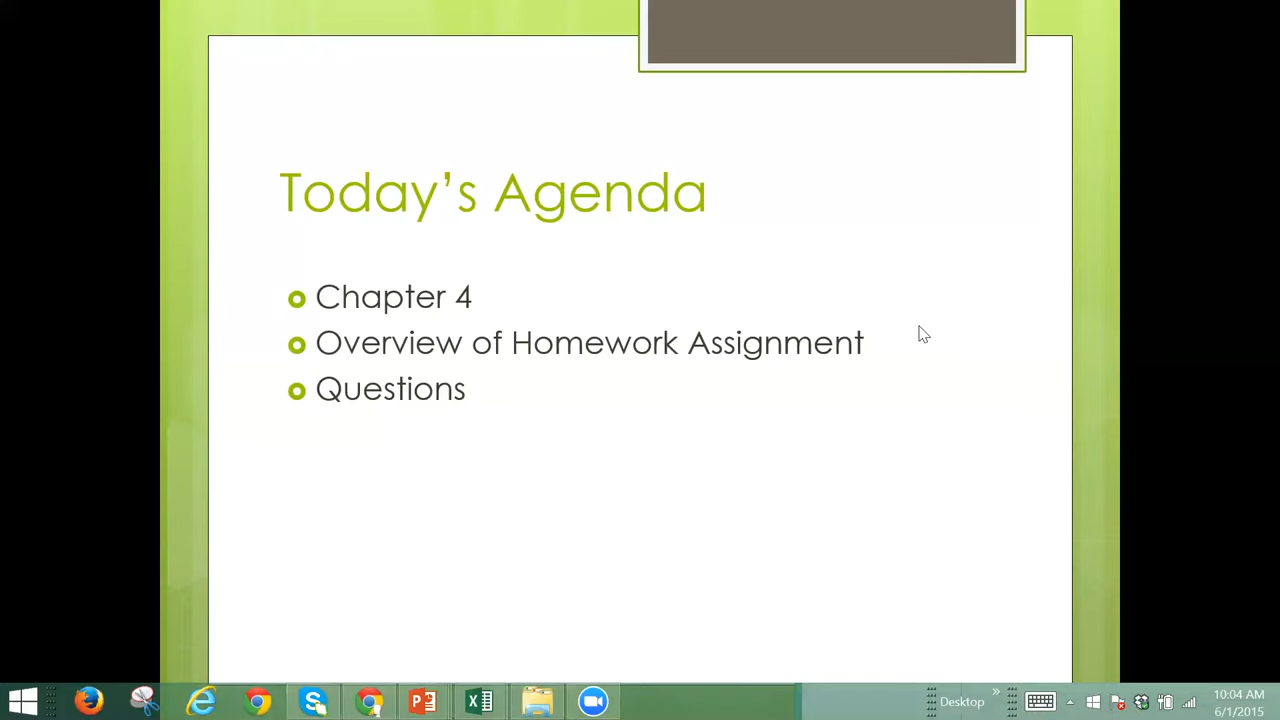 Today’s Agenda
Chapter 4
Overview of Homework Assignment
Questions
Desktop
10:04 AM
6/1/2015